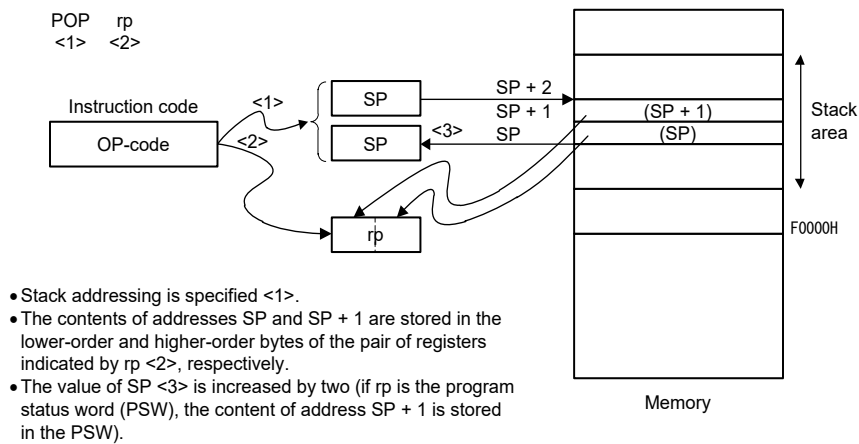 POP rp
<1> <2>
Instruction code
OP-code
<1>
<2>
SP
SP
<3>
SP + 2
SP + 1
SP
(SP + 1)
(SP)
Stack
area
rp
F0000H
Memory
• Stack addressing is specified <1>.
• The contents of addresses SP and SP + 1 are stored in the
lower-order and higher-order bytes of the pair of registers
indicated by rp <2>, respectively.
• The value of SP <3> is increased by two (if rp is the program
status word (PSW), the content of address SP + 1 is stored
in the PSW).